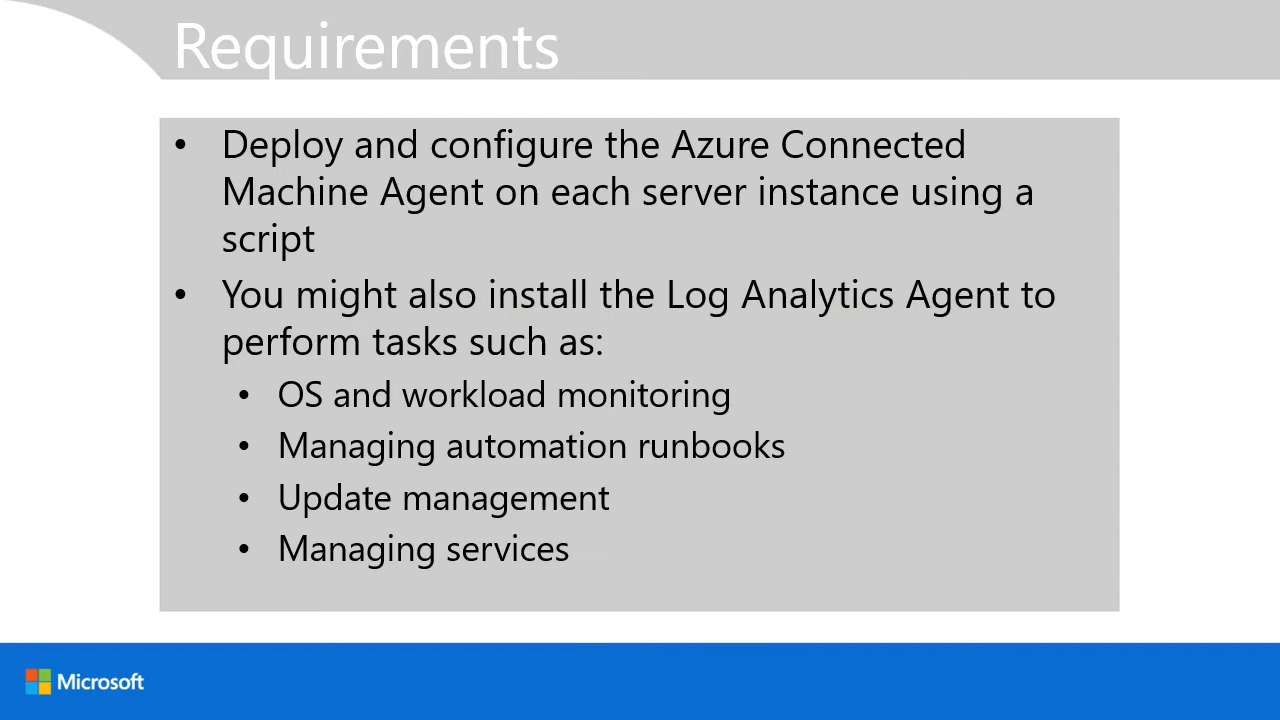 Requirements
• Deploy and configure the Azure Connected
Machine Agent on each server instance using a
script
• You might also install the Log Analytics Agent to
perform tasks such as:
• OS and workload monitoring
• Managing automation runbooks
• Update management
• Managing services
Microsoft